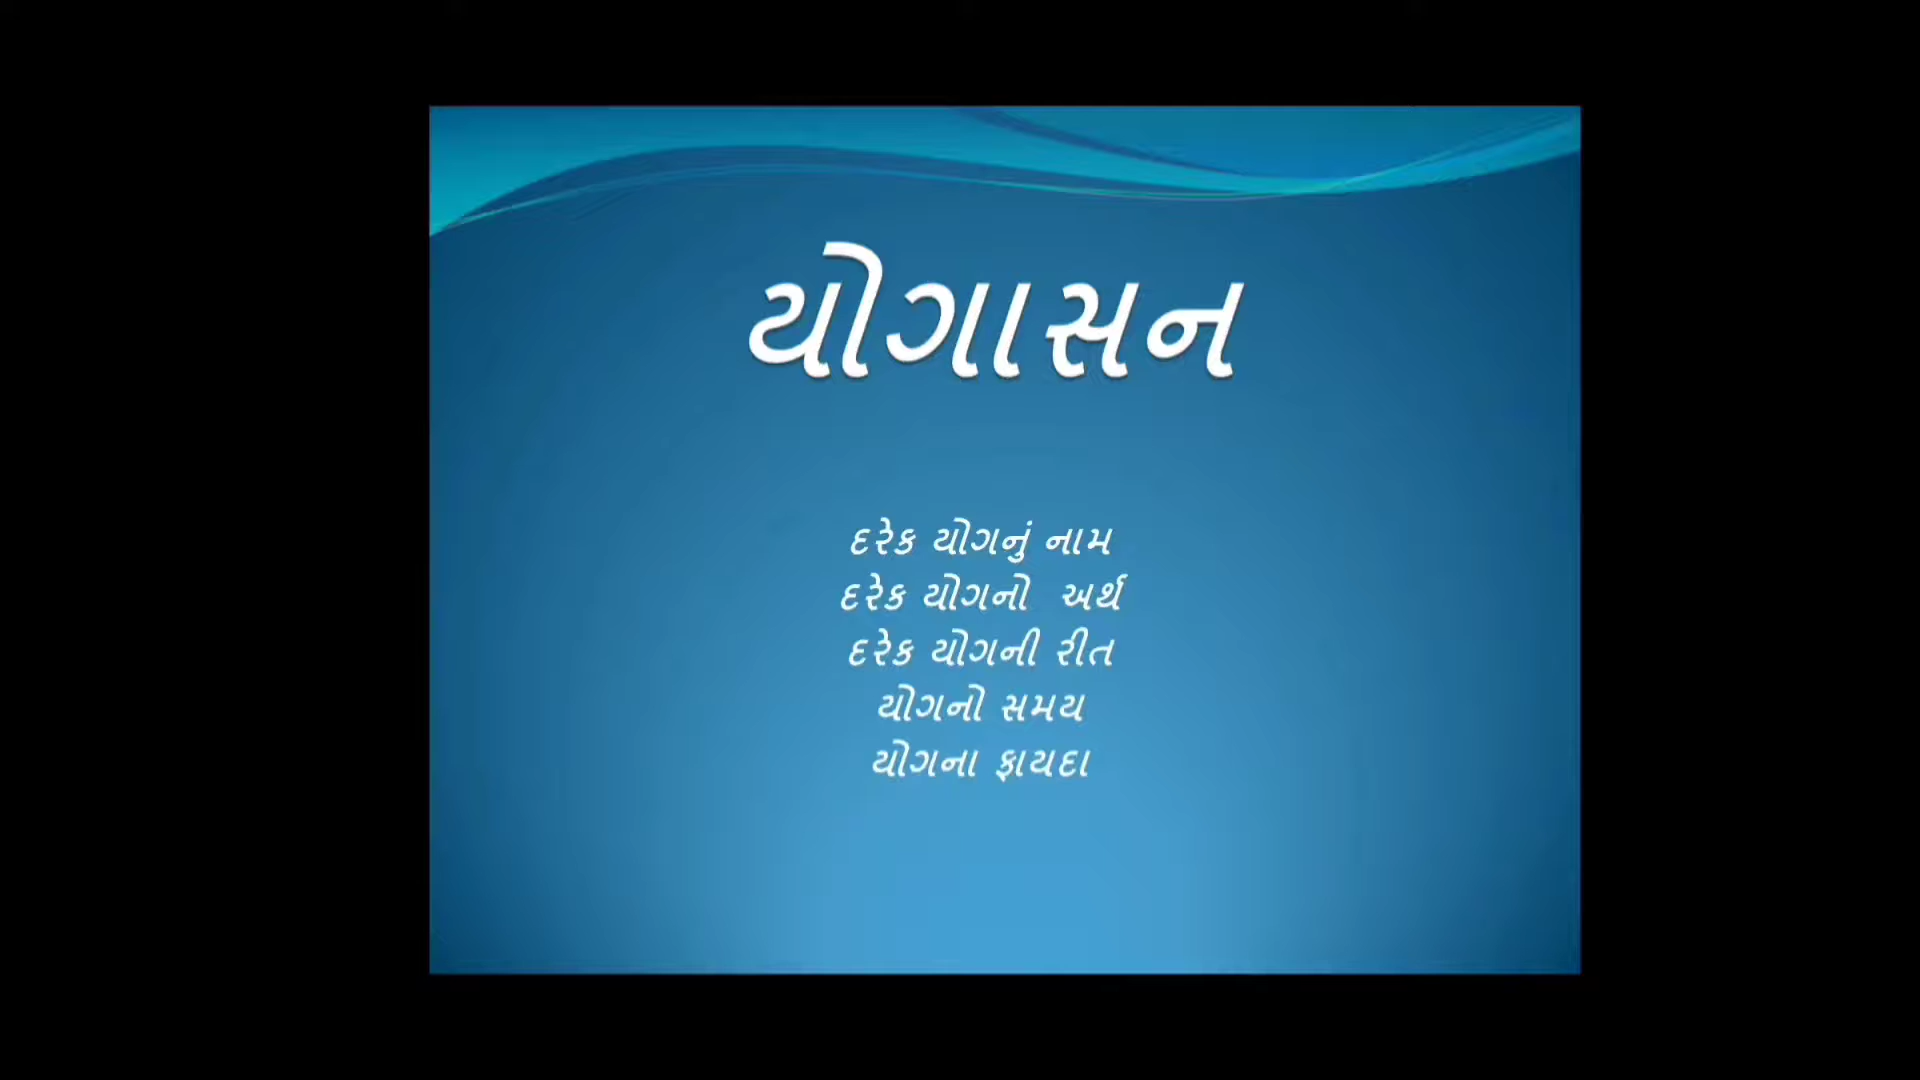 યોગાસન
દરેક યોગનું નામ
દરેક યોગનો અર્થ
દરેક યોગની રીત
યોગનો સમય
યોગના ફાયદા